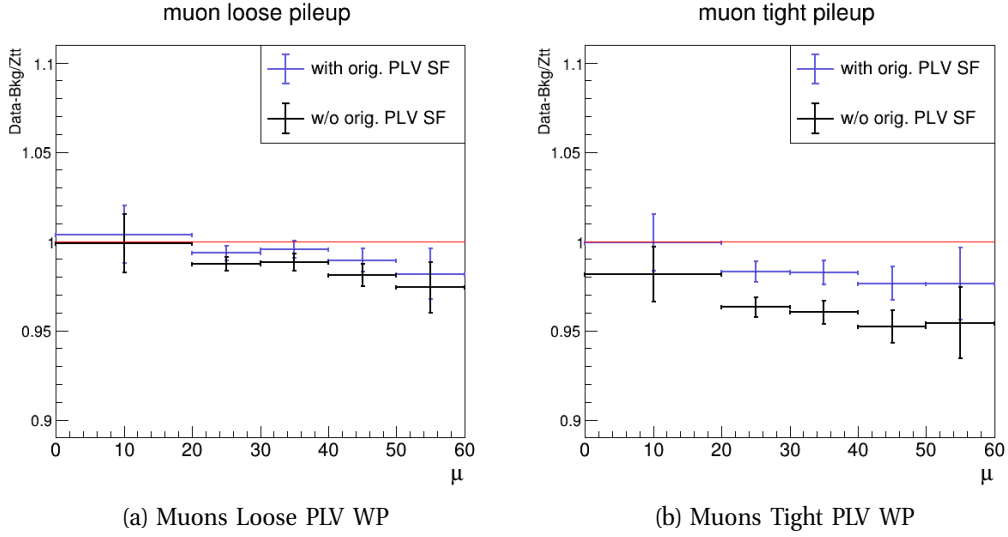 muon loose pileup
Data-Bkg/Ztt
1.1
1.05
1
0.95
0.9
with orig. PLV SF
w/o orig. PLV SF
0 10 20 30 40 50 60
μ
(a) Muons Loose PLV WP
muon Tight pileup
Data-Bkg/Ztt
1.1
1.05
1
0.95
0.9
with orig. PLV SF
w/o orig. PLV SF
0 10 20 30 40 50 60
μ
(b) Muons Tight PLV WP